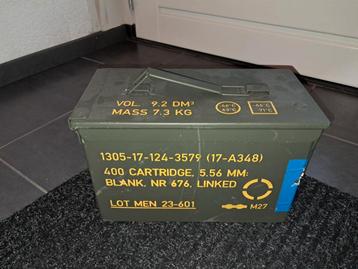 VOL. 9.2 DM³
MASS 7.3 KG
1305-17-124-3579 (17-A348)
400 CARTRIDGE, 5.56 MM:
BLANK, NR 676, LINKED
LOT MEN 23-601
M27